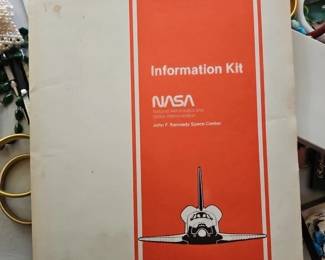 Information Kit
NASA
National Aeronautics and
Space Administration
John F. Kennedy Space Center